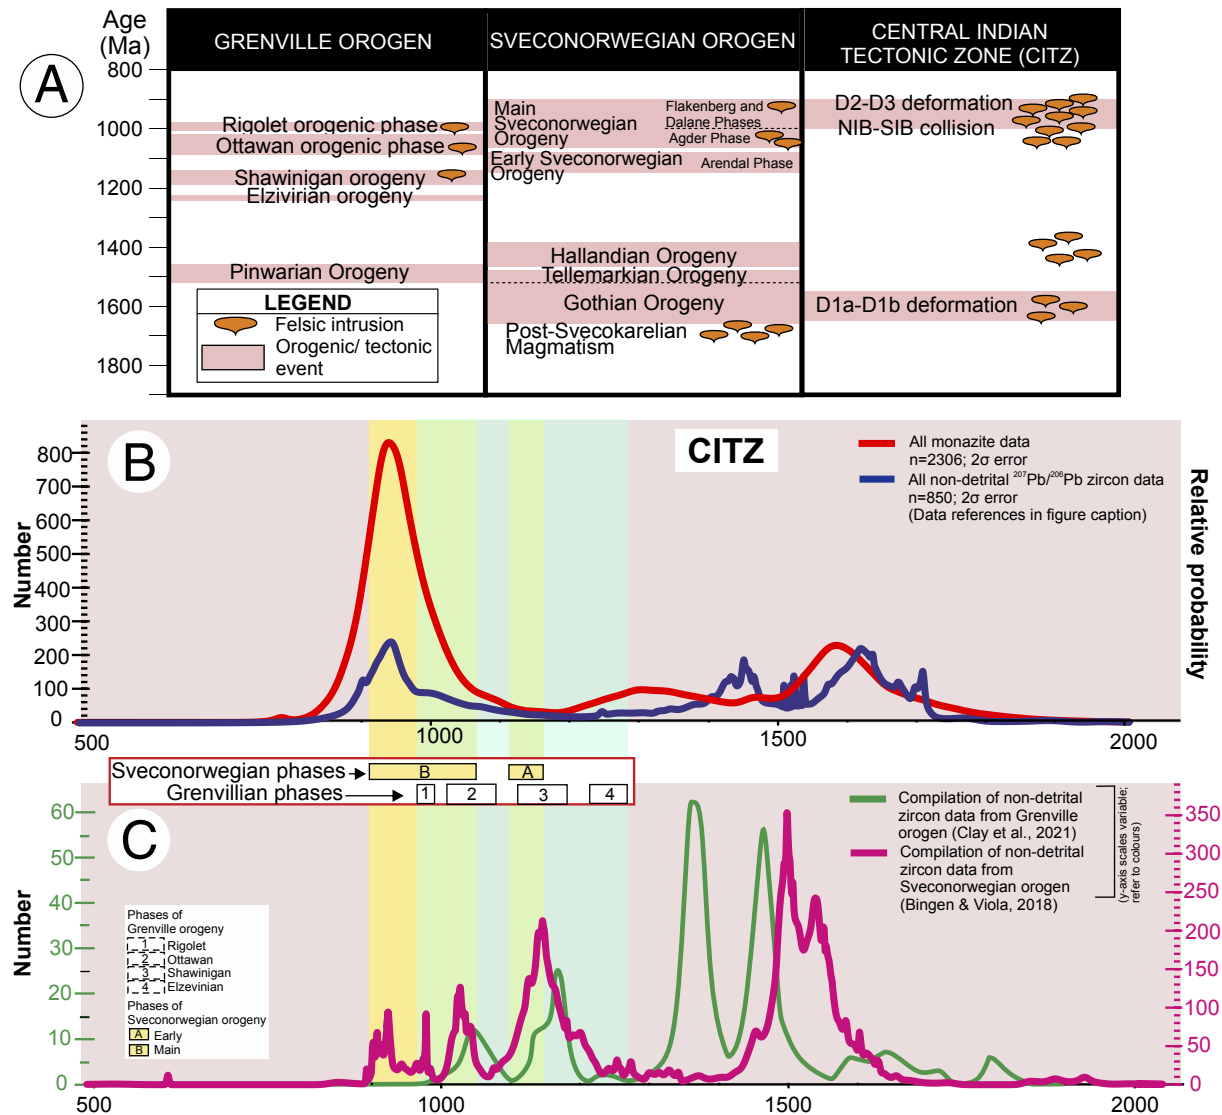 Age
(Ma)
GRENVILLE OROGEN
SVECONORWEGIAN OROGEN
CENTRAL INDIAN
TECTONIC ZONE (CITZ)
A
800
1000
1200
1400
1600
1800
Rigolet orogenic phase
Ottawan orogenic phase
Shawinigan orogeny
Elzivirian orogeny
Pinwarian Orogeny
LEGEND
Felsic intrusion
Orogenic/ tectonic
event
Main
Sveconorwegian
Orogeny
Flakenberg and
Dalane Phases
Agder Phase
Early Sveconorwegian
Orogeny
Arendal Phase
Hallandian Orogeny
Tellemarkian Orogeny
Gothian Orogeny
Post-Svecokarelian
Magmatism
D2-D3 deformation
NIB-SIB collision
D1a-D1b deformation
B
CITZ
All monazite data
n=2306; 2σ error
All non-detrital 207Pb/206Pb zircon data
n=850; 2σ error
(Data references in figure caption)
Number
Relative probability
800
700
600
500
400
300
200
100
0
500
1000
1500
2000
Sveconorwegian phases
B
A
Grenvillian phases
1
2
3
4
C
Compilation of non-detrital
zircon data from Grenville
orogen (Clay et al., 2021)
Compilation of non-detrital
zircon data from
Sveconorwegian orogen
(Bingen & Viola, 2018)
(y-axis scales variable;
refer to colours)
Number
60
50
40
30
20
10
0
350
300
250
200
150
100
50
0
Phases of
Grenville orogeny
1 Rigolet
2 Ottawan
3 Shawinigan
4 Elzevinian
Phases of
Sveconorwegian orogeny
A Early
B Main
500
1000
1500
2000